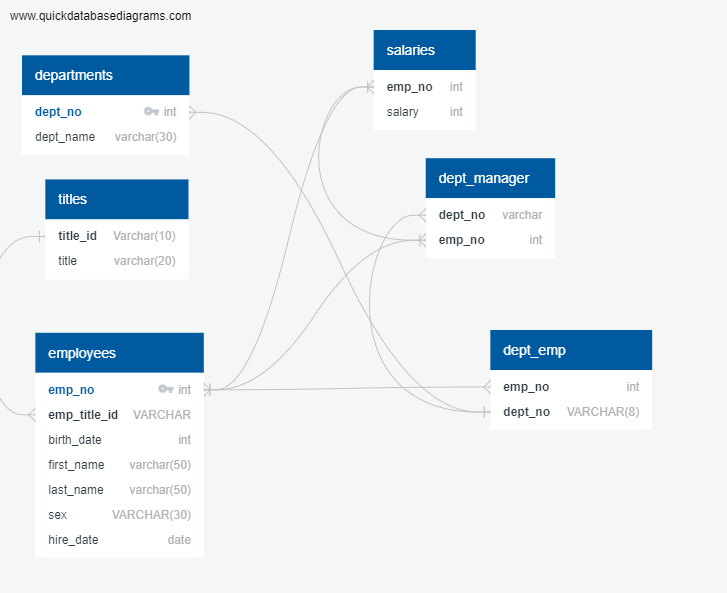 www.quickdatabasediagrams.com
departments
dept_no int
dept_name varchar(30)
titles
title_id Varchar(10)
title varchar(20)
employees
emp_no int
emp_title_id VARCHAR
birth_date int
first_name varchar(50)
last_name varchar(50)
sex VARCHAR(30)
hire_date date
salaries
emp_no int
salary int
dept_manager
dept_no varchar
emp_no int
dept_emp
emp_no int
dept_no VARCHAR(8)